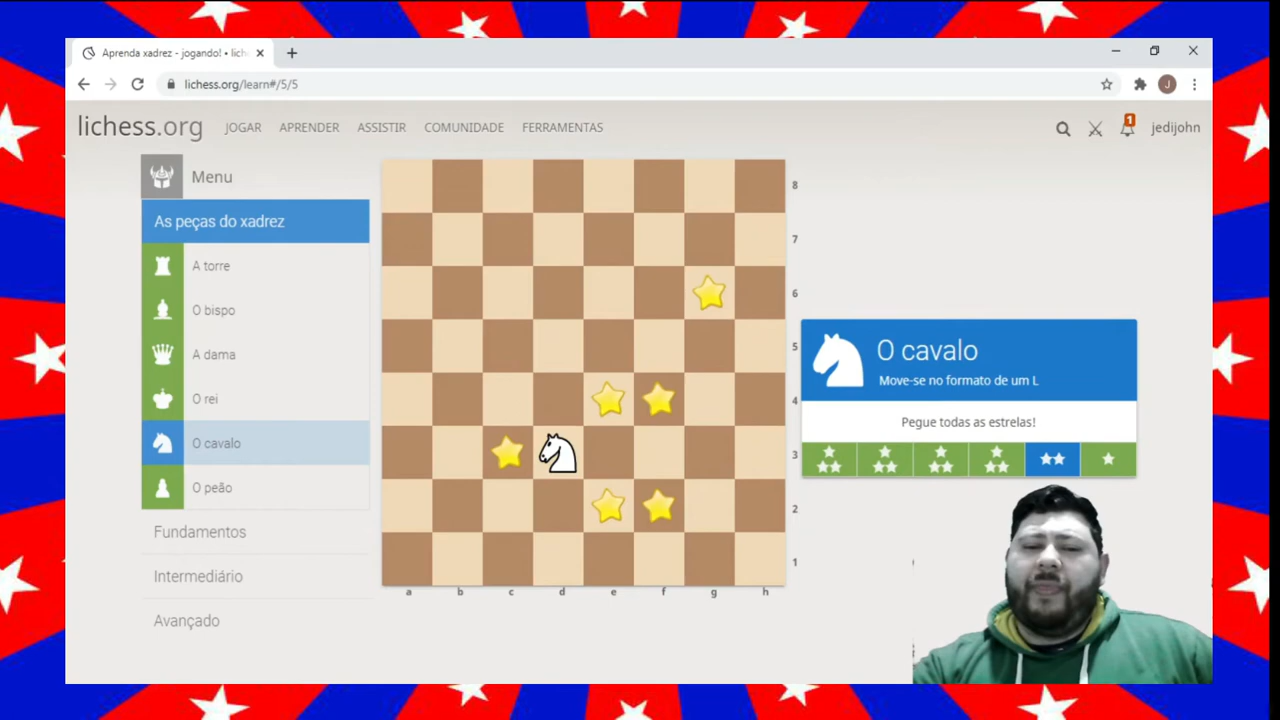 Aprenda xadrez - jogando! • lich
lichess.org/learn#/5/5
J
lichess.org
JOGAR
APRENDER
ASSISTIR
COMUNIDADE
FERRAMENTAS
1
jedijohn
Menu
As peças do xadrez
A torre
O bispo
A dama
O rei
O cavalo
O peão
Fundamentos
Intermediário
Avançado
8
7
6
5
4
3
2
1
a b c d e f g h
O cavalo
Move-se no formato de um L
Pegue todas as estrelas!